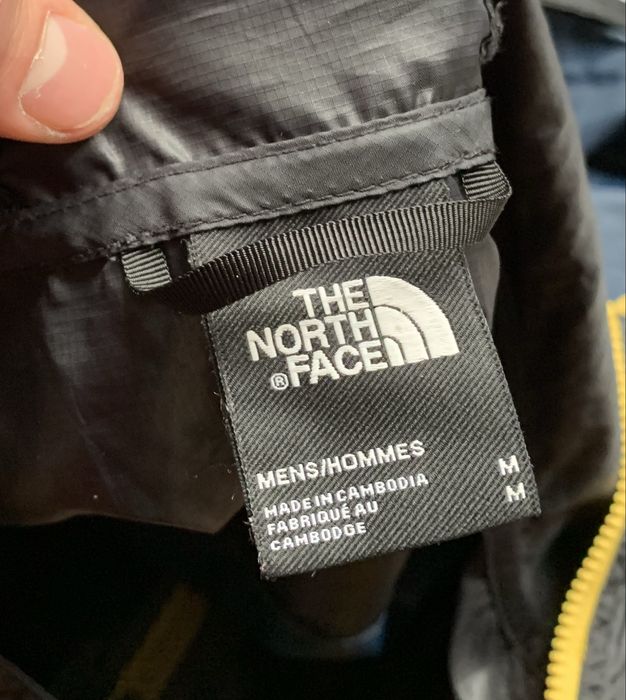 THE
NORTH
FACE
®
MENS/HOMMES M
MADE IN CAMBODIA M
FABRIQUÉ AU
CAMBODGE